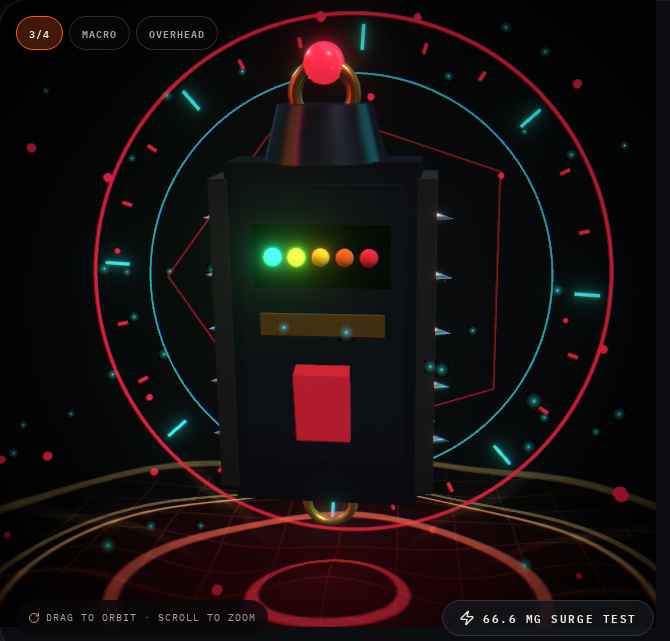 3/4
MACRO
OVERHEAD
DRAG TO ORBIT · SCROLL TO ZOOM
66.6 MG SURGE TEST